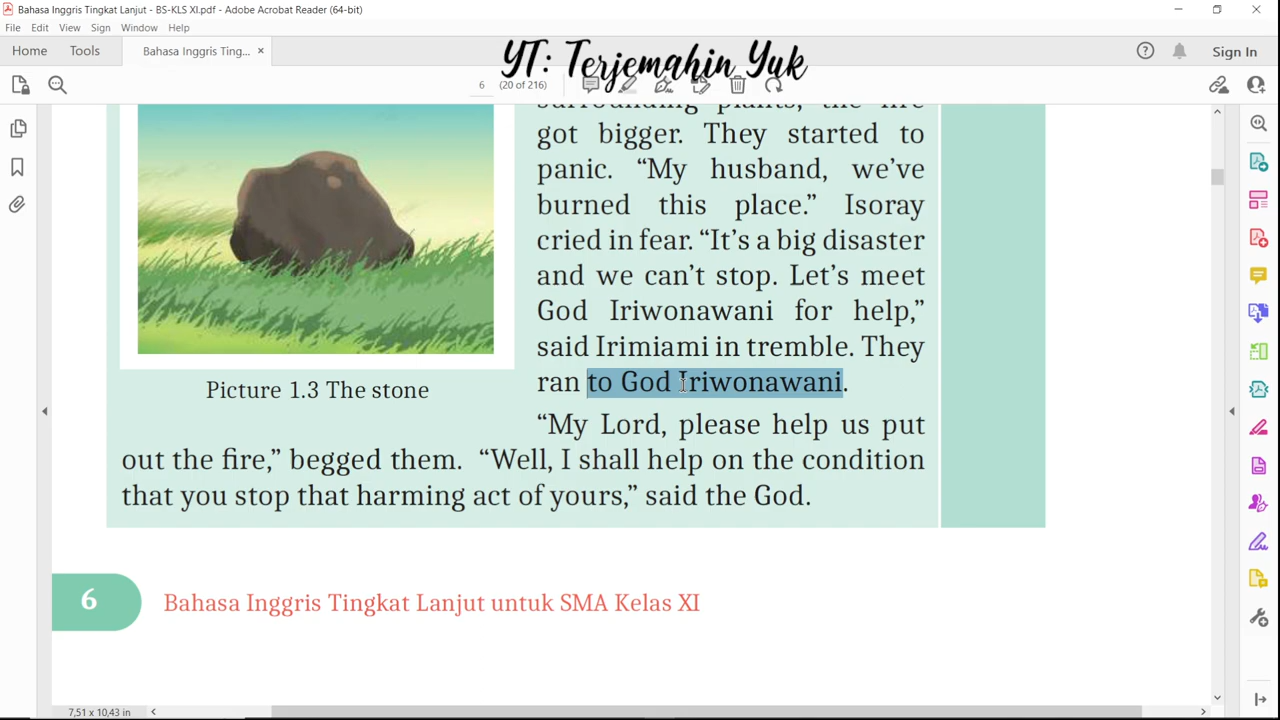 Bahasa Inggris Tingkat Lanjut - BS-KLS XI.pdf - Adobe Acrobat Reader (64-bit)
File Edit View Sign Window Help
Home Tools Bahasa Inggris Ting... × Sign In
YT: Terjemahin Yuk
6 (20 of 216)
surrounding plants, the fire
got bigger. They started to
panic. “My husband, we’ve
burned this place.” Isoray
cried in fear. “It’s a big disaster
and we can’t stop. Let’s meet
God Iriwonawani for help,”
said Irimiami in tremble. They
ran to God Iriwonawani.
Picture 1.3 The stone
“My Lord, please help us put
out the fire,” begged them. “Well, I shall help on the condition
that you stop that harming act of yours,” said the God.
6 Bahasa Inggris Tingkat Lanjut untuk SMA Kelas XI
7,51 x 10,43 in